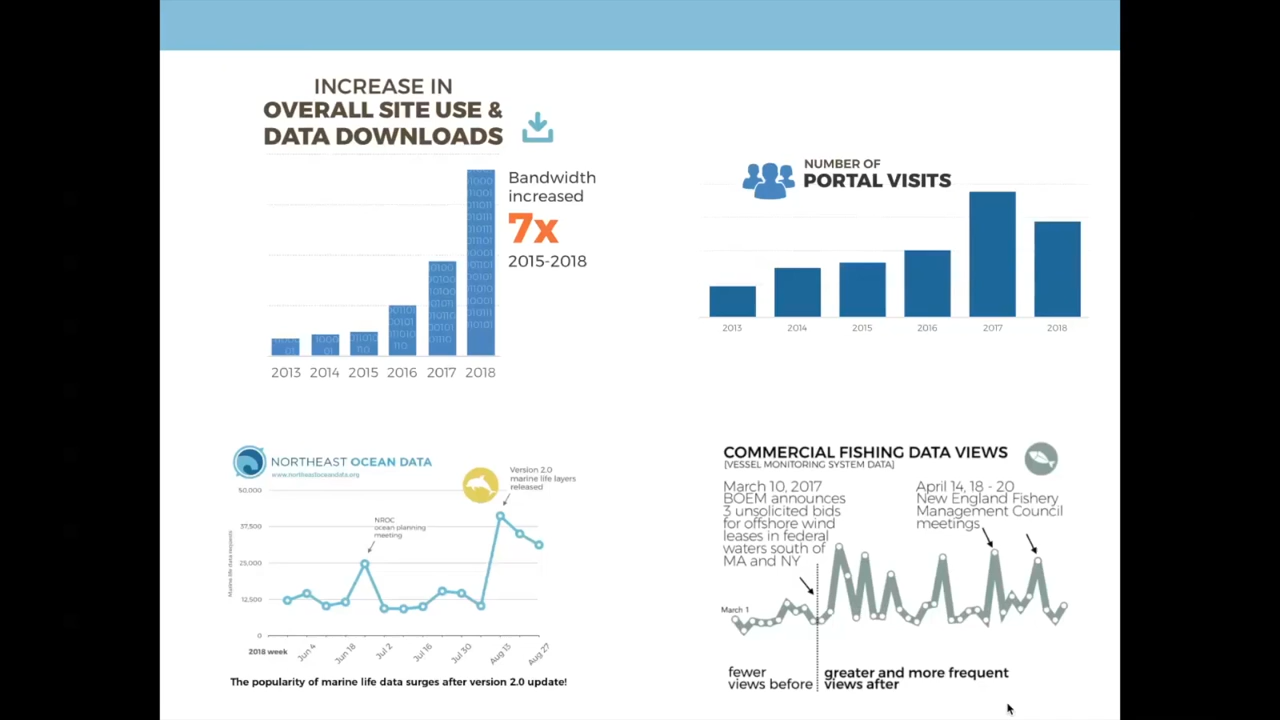 INCREASE IN
OVERALL SITE USE &
DATA DOWNLOADS
Bandwidth
increased
7x
2015-2018
2013 2014 2015 2016 2017 2018
NUMBER OF
PORTAL VISITS
2013 2014 2015 2016 2017 2018
NORTHEAST OCEAN DATA
www.northeastoceandata.org
Version 2.0
marine life layers
released
NROC
ocean planning
meeting
Marine life data requests
50,000
37,500
25,000
12,500
0
2018 week
Jun 4 Jun 18 Jul 2 Jul 16 Jul 30 Aug 13 Aug 27
The popularity of marine life data surges after version 2.0 update!
COMMERCIAL FISHING DATA VIEWS
[VESSEL MONITORING SYSTEM DATA]
March 10, 2017
BOEM announces
3 unsolicited bids
for offshore wind
leases in federal
waters south of
MA and NY
April 14, 18 - 20
New England Fishery
Management Council
meetings
March 1
fewer
views before
greater and more frequent
views after